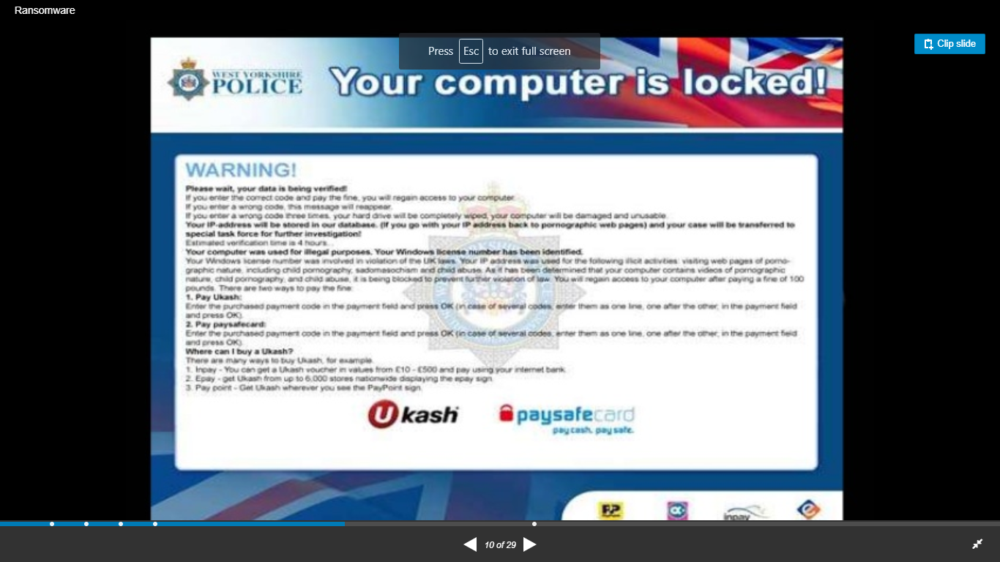 Ransomware
Press Esc to exit full screen
Clip slide
WEST YORKSHIRE
POLICE
Your computer is locked!
WARNING!
Please wait, your data is being verified!
If you enter the correct code and pay the fine, you will regain access to your computer.
If you enter a wrong code, this message will reappear.
If you enter a wrong code three times, your hard drive will be completely wiped, your computer will be damaged and unusable.
Your IP-address will be stored in our database. (If you go with your IP address back to pornographic web pages) and your case will be transferred to
special task force for further investigation!
Estimated verification time is 4 hours...
Your computer was used for illegal purposes. Your Windows license number has been identified.
Your Windows license number was involved in violation of the UK laws. Your IP address was used for the following illicit activities: visiting web pages of porno-
graphic nature, including child pornography, sadomasochism and child abuse. As it has been determined that your computer contains videos of pornographic
nature, child pornography, and child abuse, it is being blocked to prevent further violation of law. You will regain access to your computer after paying a fine of 100
pounds. There are two ways to pay the fine:
1. Pay Ukash:
Enter the purchased payment code in the payment field and press OK (in case of several codes, enter them as one line, one after the other, in the payment field
and press OK).
2. Pay paysafecard:
Enter the purchased payment code in the payment field and press OK (in case of several codes, enter them as one line, one after the other, in the payment field
and press OK).
Where can I buy a Ukash?
There are many ways to buy Ukash, for example:
1. Inpay - You can get a Ukash voucher in values from £10 - £500 and pay using your internet bank.
2. Epay - get Ukash from up to 6,000 stores nationwide displaying the epay sign.
3. Pay point - Get Ukash wherever you see the PayPoint sign.
Ukash
paysafecard
pay cash. pay safe.
inpay
10 of 29